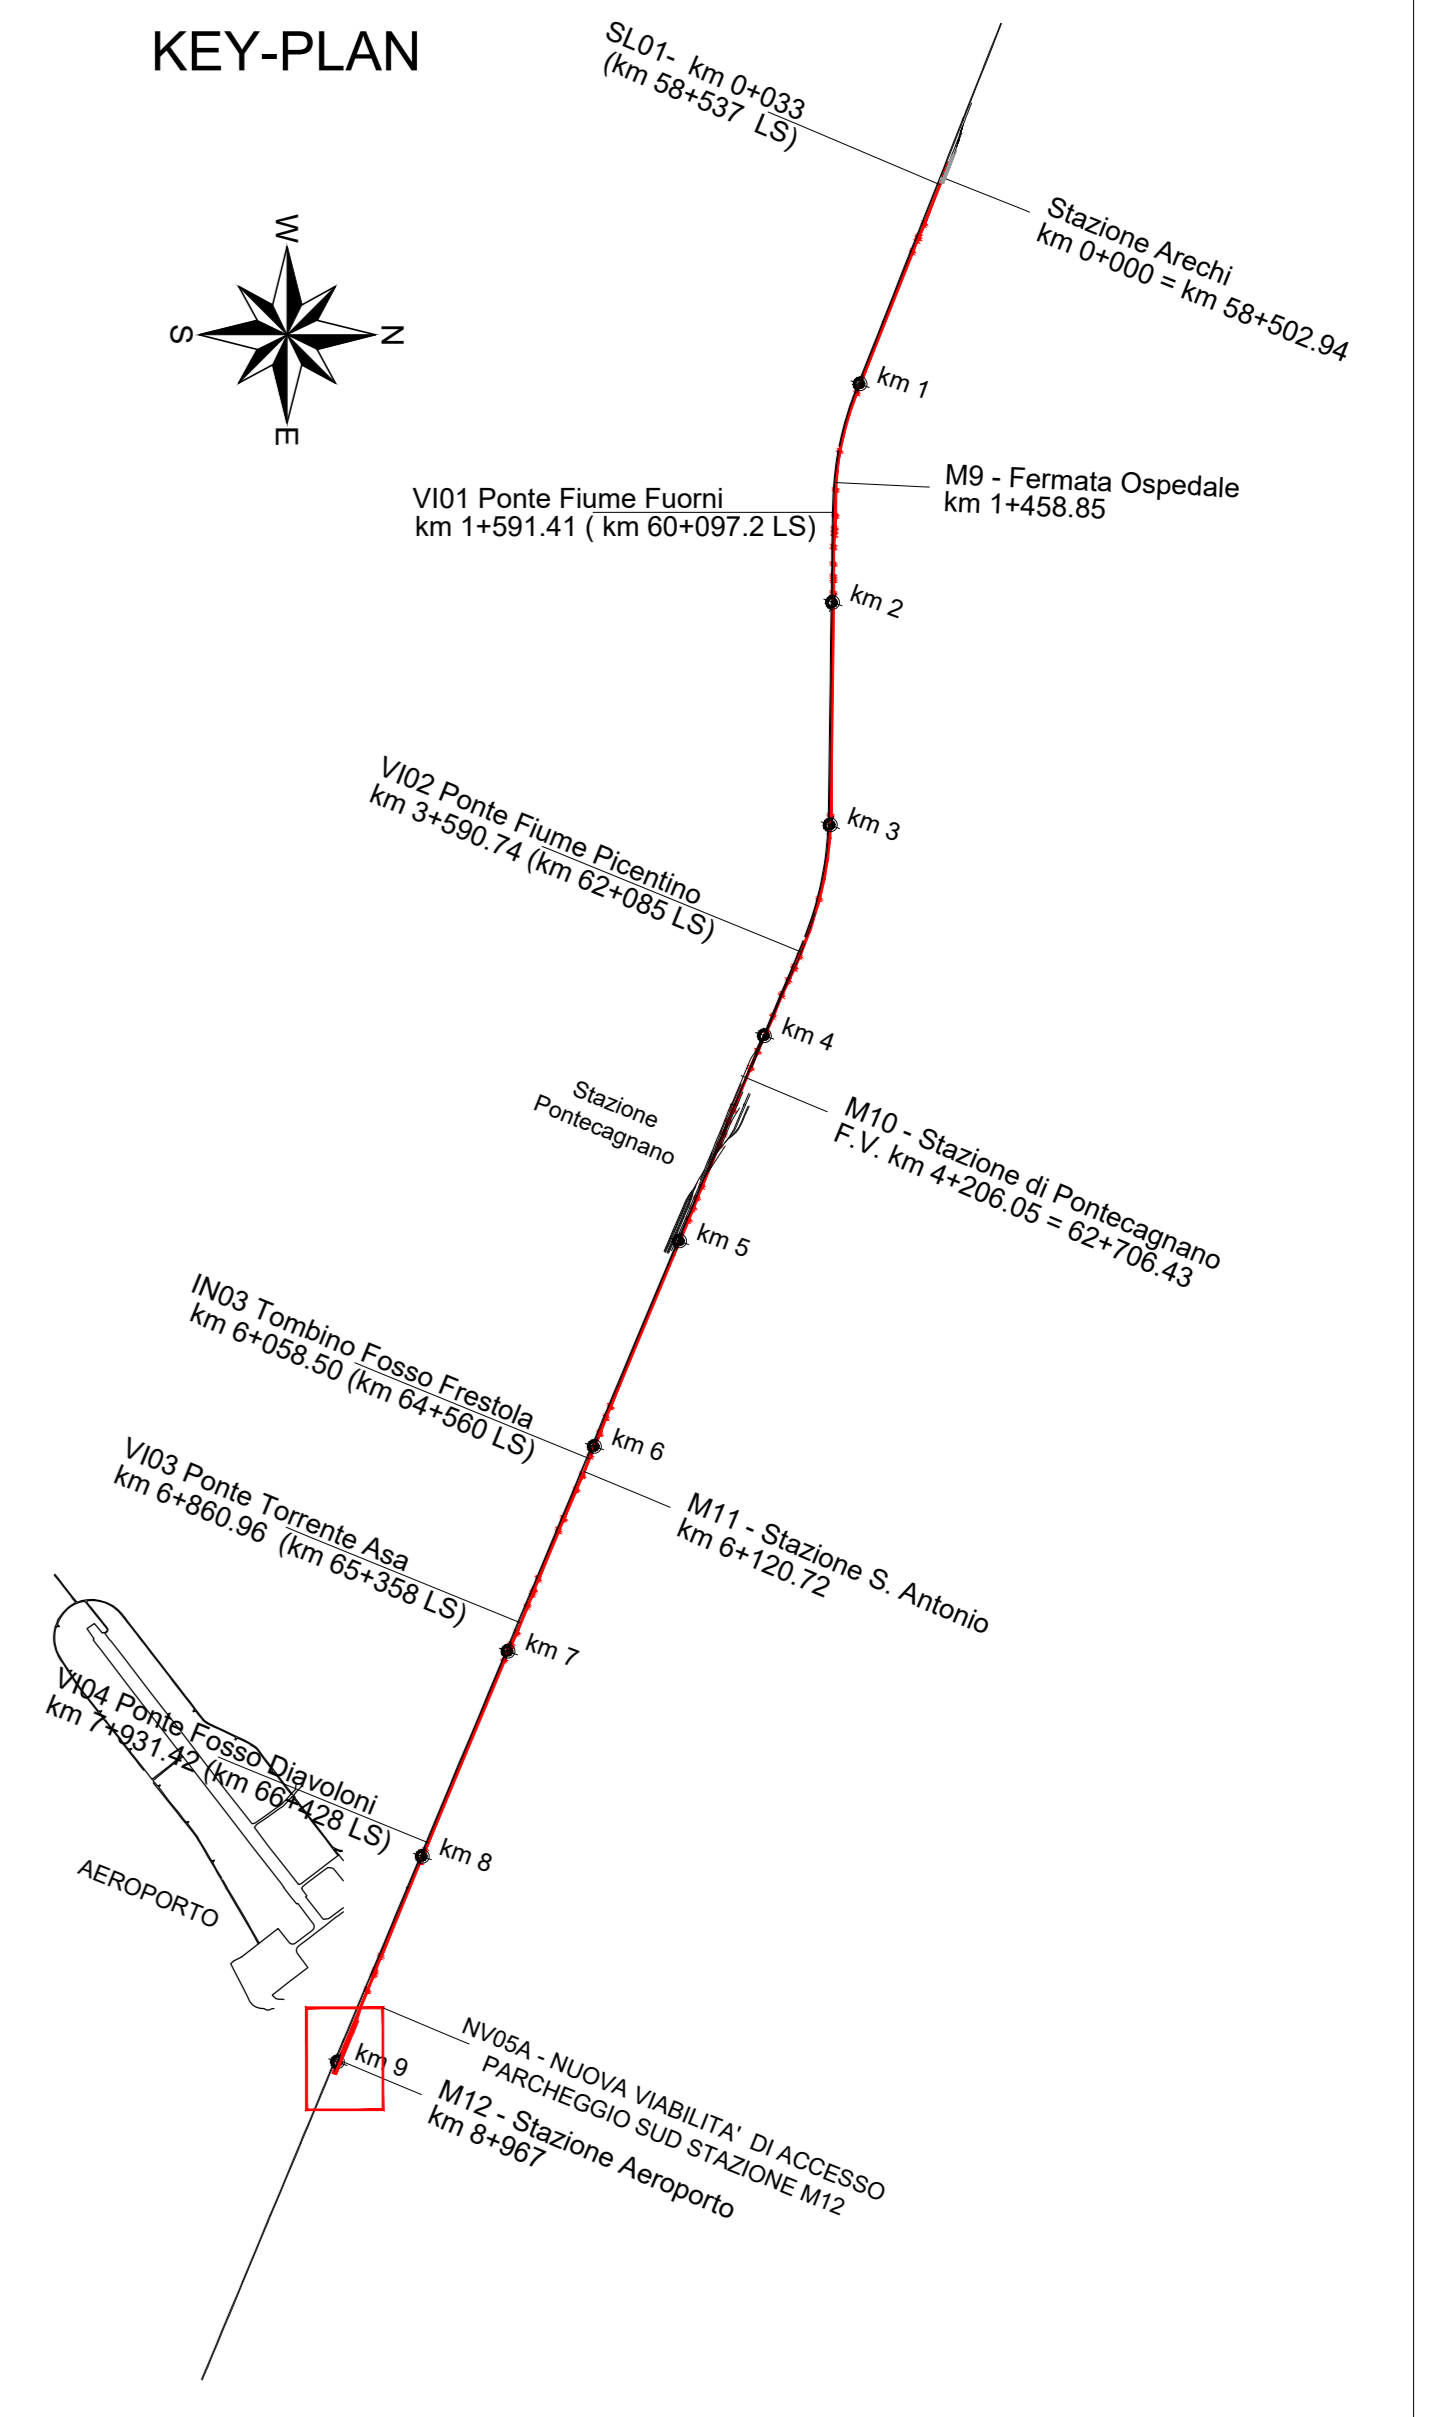 KEY-PLAN
SL01- km 0+033
(km 58+537 LS)
Stazione Arechi
km 0+000 = km 58+502.94
W
S
N
E
km 1
M9 - Fermata Ospedale
km 1+458.85
VI01 Ponte Fiume Fuorni
km 1+591.41 ( km 60+097.2 LS)
km 2
VI02 Ponte Fiume Picentino
km 3+590.74 (km 62+085 LS)
km 3
km 4
Stazione
Pontecagnano
M10 - Stazione di Pontecagnano
F.V. km 4+206.05 = 62+706.43
km 5
IN03 Tombino Fosso Frestola
km 6+058.50 (km 64+560 LS)
km 6
VI03 Ponte Torrente Asa
km 6+860.96 (km 65+358 LS)
M11 - Stazione S. Antonio
km 6+120.72
km 7
VI04 Ponte Fosso Diavoloni
km 7+931.42 (km 66+428 LS)
km 8
AEROPORTO
NV05A - NUOVA VIABILITA' DI ACCESSO
PARCHEGGIO SUD STAZIONE M12
km 9
M12 - Stazione Aeroporto
km 8+967